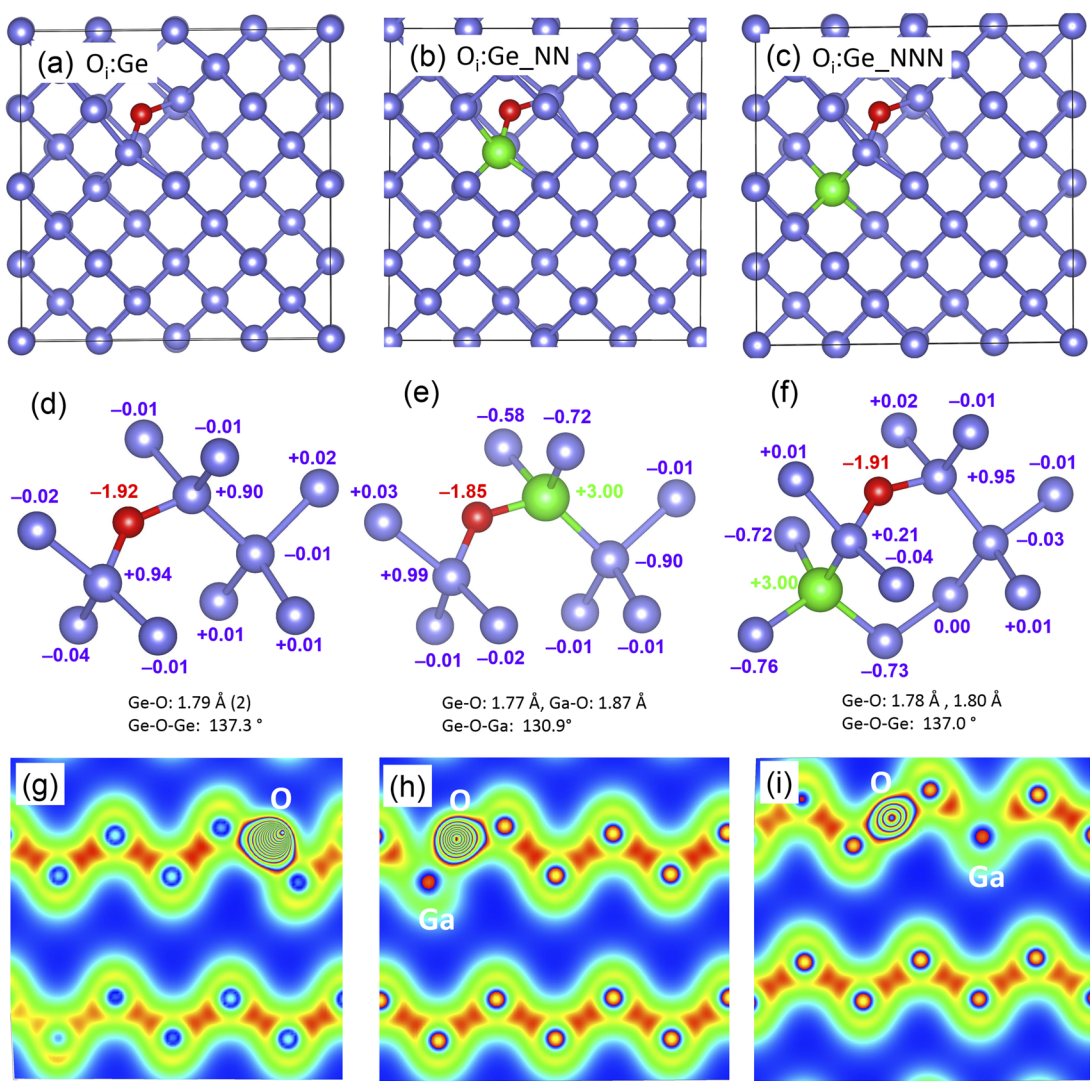 (a) Oi:Ge
(b) Oi:Ge_NN
(c) Oi:Ge_NNN
(d)
–0.01
–0.01
+0.02
–0.02
–1.92
+0.90
–0.01
+0.94
+0.01
+0.01
–0.04
–0.01
Ge-O: 1.79 Å (2)
Ge-O-Ge: 137.3 °
(e)
–0.58
–0.72
–0.01
+0.03
–1.85
+3.00
–0.90
+0.99
–0.01
–0.02
–0.01
–0.01
Ge-O: 1.77 Å, Ga-O: 1.87 Å
Ge-O-Ga: 130.9°
(f)
+0.02
–0.01
+0.01
–1.91
+0.95
–0.01
–0.72
+0.21
–0.04
–0.03
+3.00
0.00
+0.01
–0.76
–0.73
Ge-O: 1.78 Å , 1.80 Å
Ge-O-Ge: 137.0 °
(g)
O
(h)
O
Ga
(i)
O
Ga